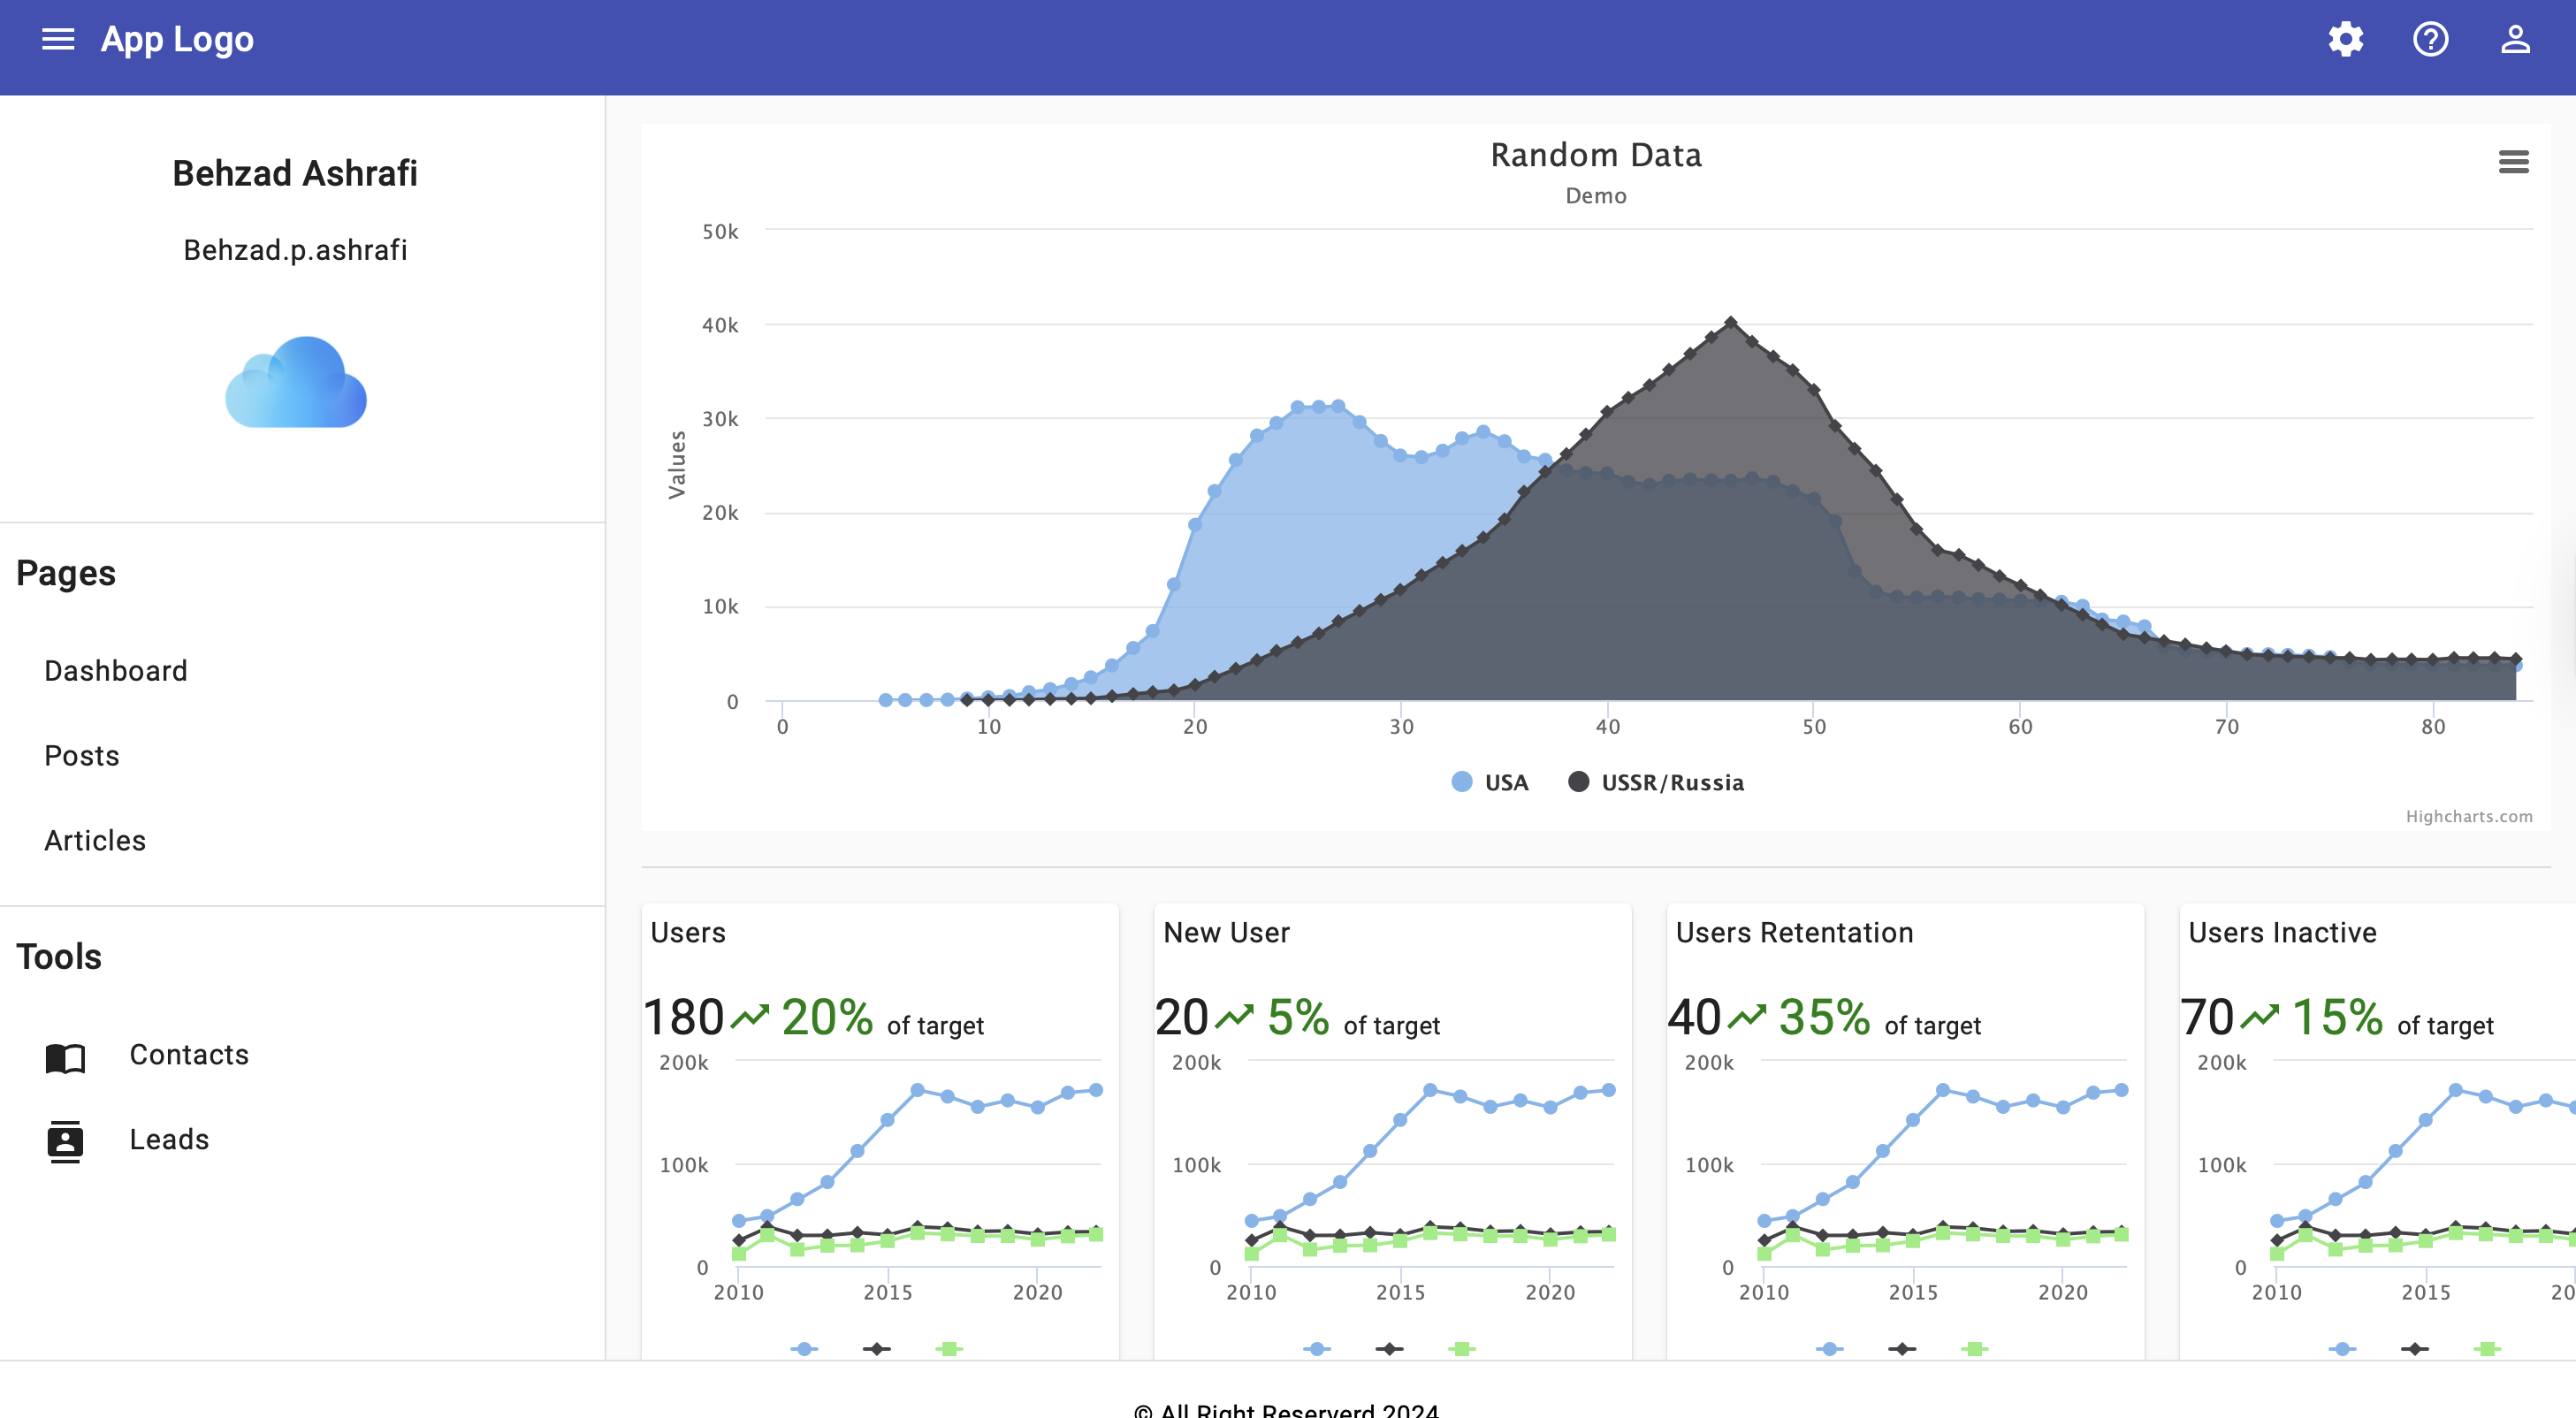 App Logo
Behzad Ashrafi
Behzad.p.ashrafi
Pages
Dashboard
Posts
Articles
Tools
Contacts
Leads
Random Data
Demo
Values
50k
40k
30k
20k
10k
0
0 10 20 30 40 50 60 70 80
USA USSR/Russia
Highcharts.com
Users
180 20% of target
200k
100k
0
2010 2015 2020
New User
20 5% of target
200k
100k
0
2010 2015 2020
Users Retention
40 35% of target
200k
100k
0
2010 2015 2020
Users Inactive
70 15% of target
200k
100k
0
2010 2015 20
© All Right Reserverd 2024